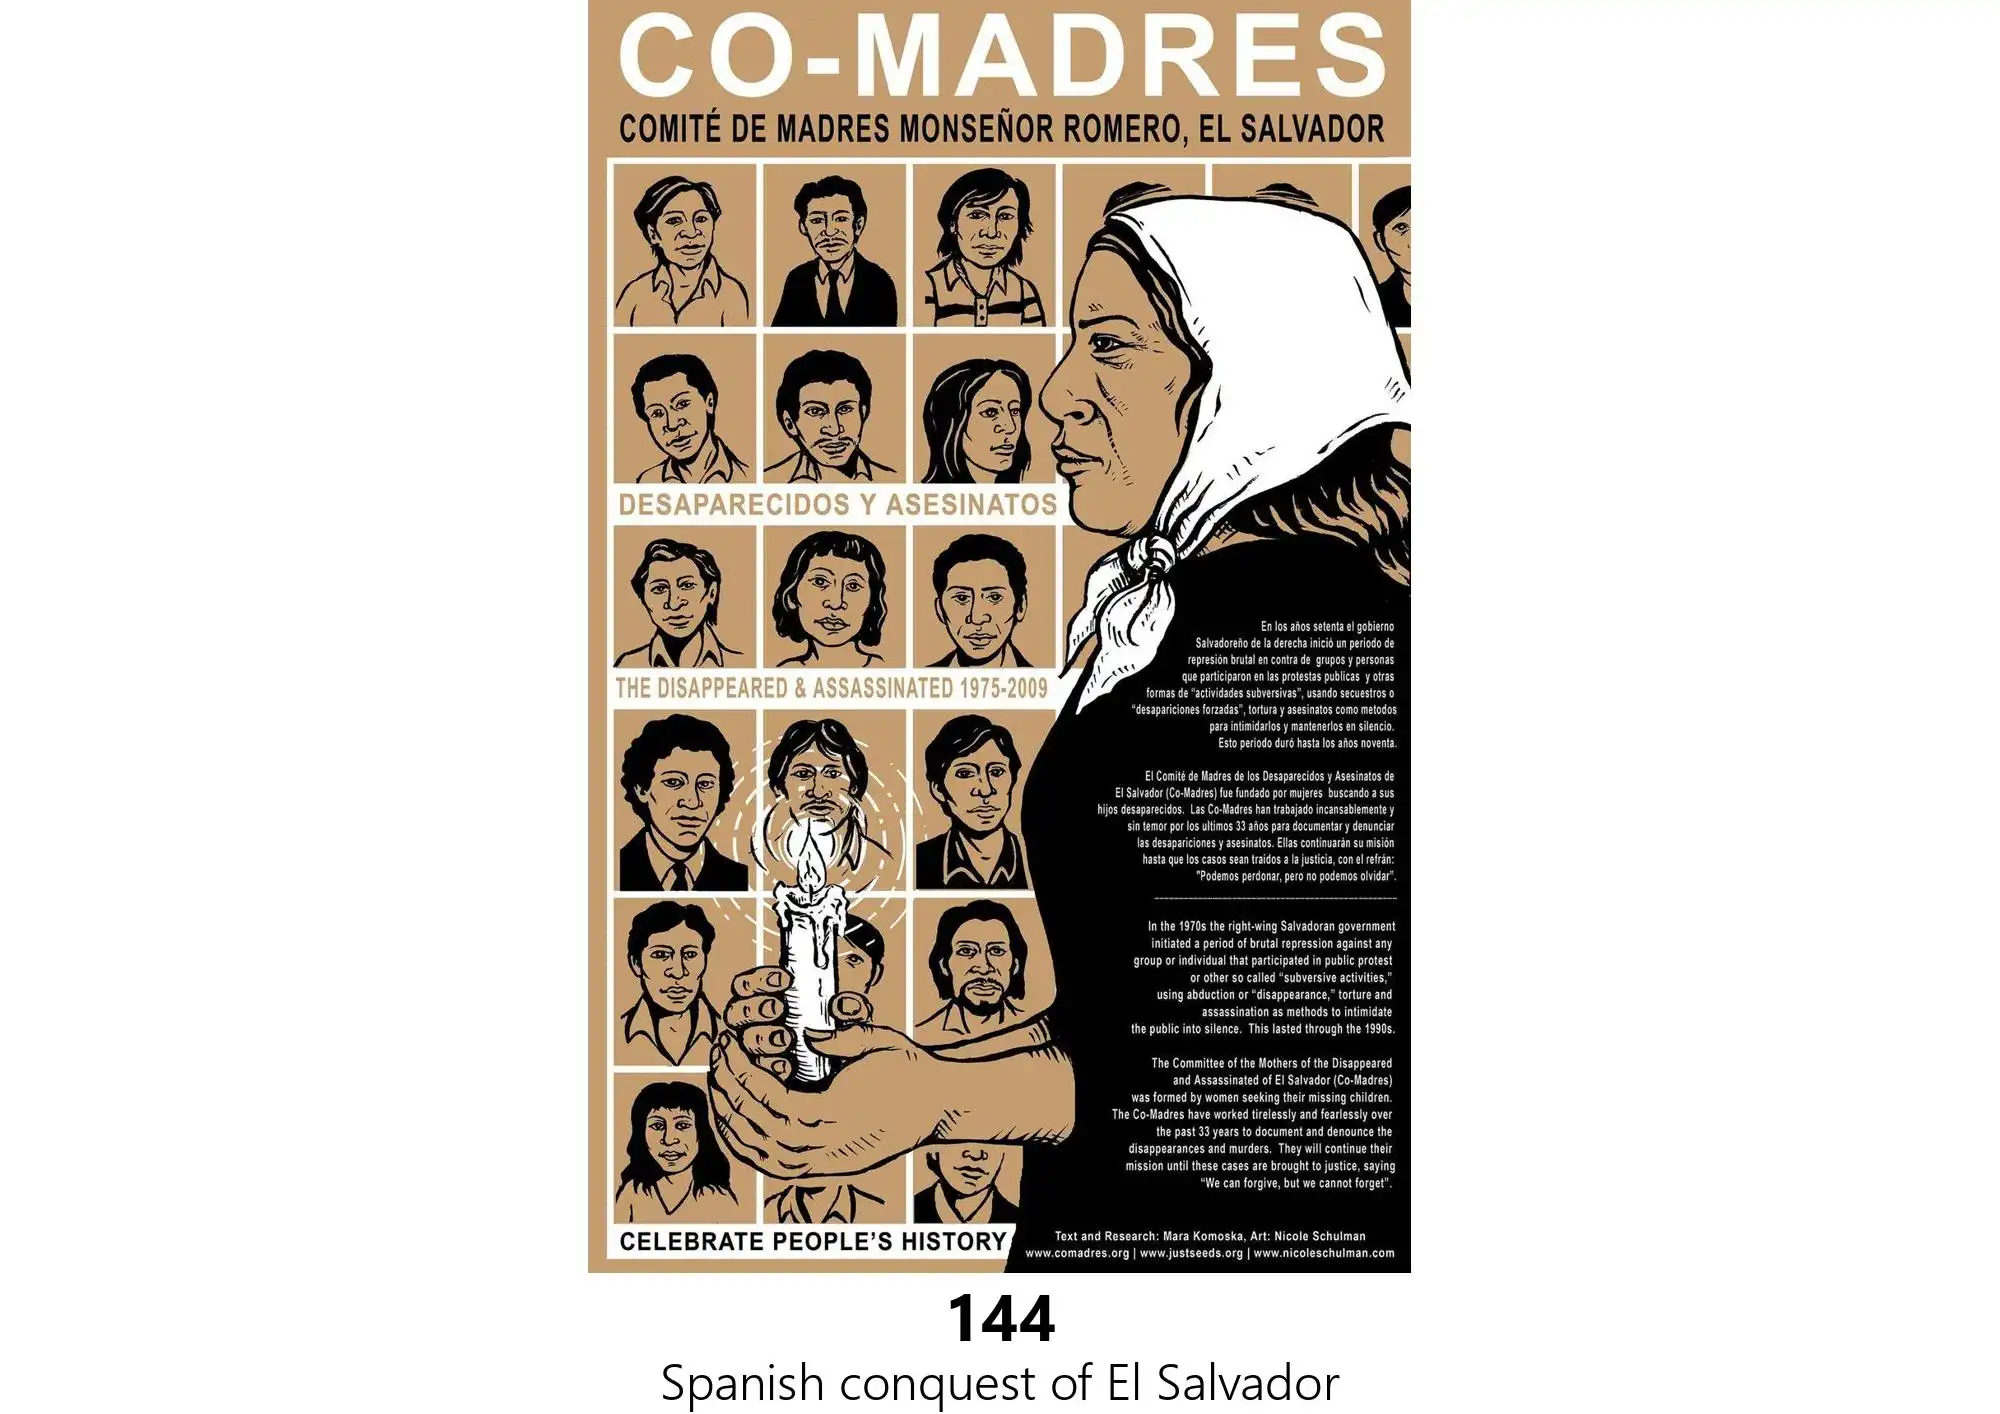 CO-MADRES
COMITÉ DE MADRES MONSEÑOR ROMERO, EL SALVADOR
DESAPARECIDOS Y ASESINATOS
THE DISAPPEARED & ASSASSINATED 1975-2009
En los años setenta el gobierno
Salvadoreño de la derecha inició un período de
represión brutal en contra de grupos y personas
que participaron en las protestas publicas y otras
formas de "actividades subversivas", usando secuestros o
"desapariciones forzadas", tortura y asesinatos como metodos
para intimidarlos y mantenerlos en silencio.
Esto periodo duró hasta los años noventa.
El Comité de Madres de los Desaparecidos y Asesinatos de
El Salvador (Co-Madres) fue fundado por mujeres buscando a sus
hijos desaparecidos. Las Co-Madres han trabajado incansablemente y
sin temor por los ultimos 33 años para documentar y denunciar
las desapariciones y asesinatos. Ellas continuarán su misión
hasta que los casos sean traídos a la justicia, con el refrán:
"Podemos perdonar, pero no podemos olvidar".
In the 1970s the right-wing Salvadoran government
initiated a period of brutal repression against any
group or individual that participated in public protest
or other so called "subversive activities,"
using abduction or "disappearance," torture and
assassination as methods to intimidate
the public into silence. This lasted through the 1990s.
The Committee of the Mothers of the Disappeared
and Assassinated of El Salvador (Co-Madres)
was formed by women seeking their missing children.
The Co-Madres have worked tirelessly and fearlessly over
the past 33 years to document and denounce the
disappearances and murders. They will continue their
mission until these cases are brought to justice, saying
"We can forgive, but we cannot forget".
CELEBRATE PEOPLE'S HISTORY
Text and Research: Mara Komoska, Art: Nicole Schulman
www.comadres.org | www.justseeds.org | www.nicoleschulman.com
144
Spanish conquest of El Salvador